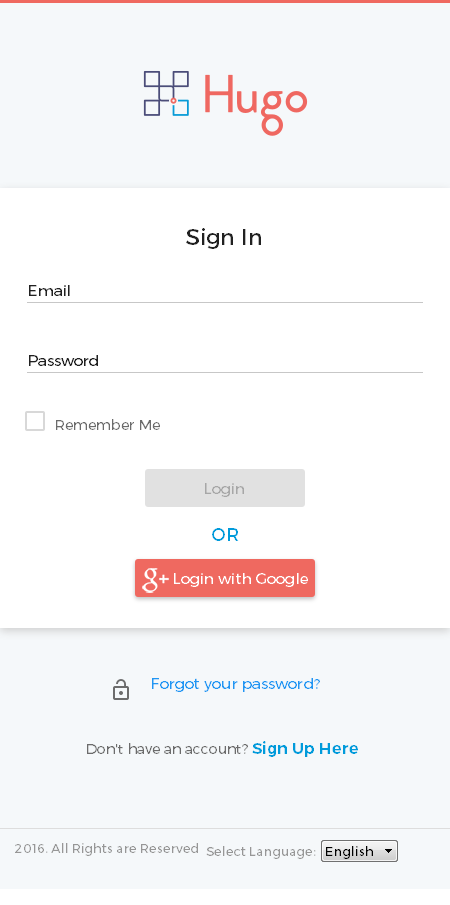 Hugo
Sign In
Email
Password
Remember Me
Login
OR
g+ Login with Google
Forgot your password?
Don't have an account? Sign Up Here
2016. All Rights are Reserved Select Language: English